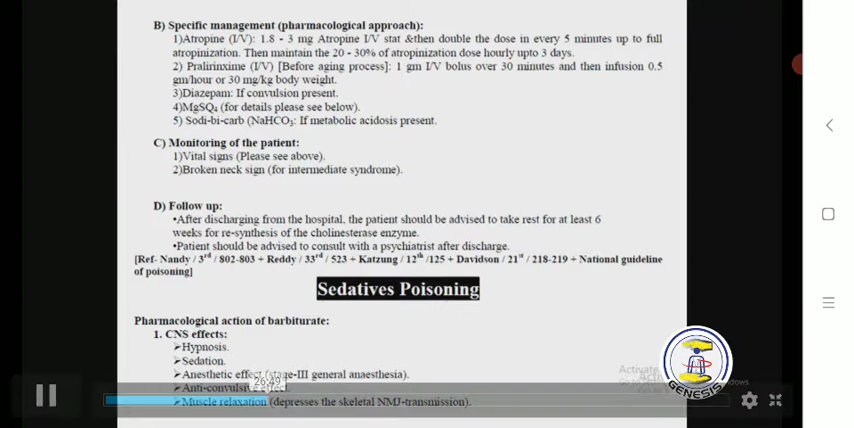 B) Specific management (pharmacological approach):
1)Atropine (I/V): 1.8 - 3 mg Atropine I/V stat &then double the dose in every 5 minutes up to full
atropinization. Then maintain the 20 - 30% of atropinization dose hourly upto 3 days.
2) Pralirinxime (I/V) [Before aging process]: 1 gm I/V bolus over 30 minutes and then infusion 0.5
gm/hour or 30 mg/kg body weight.
3)Diazepam: If convulsion present.
4)MgSO₄ (for details please see below).
5) Sodi-bi-carb (NaHCO₃: If metabolic acidosis present.
C) Monitoring of the patient:
1)Vital signs (Please see above).
2)Broken neck sign (for intermediate syndrome).
D) Follow up:
•After discharging from the hospital, the patient should be advised to take rest for at least 6
weeks for re-synthesis of the cholinesterase enzyme.
•Patient should be advised to consult with a psychiatrist after discharge.
[Ref- Nandy / 3rd / 802-803 + Reddy / 33rd / 523 + Katzung / 12th /125 + Davidson / 21st / 218-219 + National guideline
of poisoning]
Sedatives Poisoning
Pharmacological action of barbiturate:
1. CNS effects:
➢Hypnosis.
➢Sedation.
➢Anesthetic effect (stage-III general anaesthesia).
26:49
➢Anti-convulsive effect.
➢Muscle relaxation (depresses the skeletal NMJ-transmission).
Activate
GENESIS